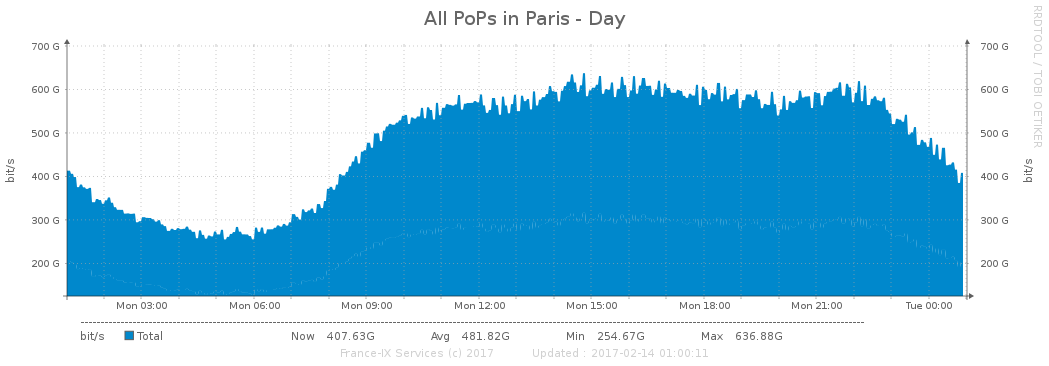 All PoPs in Paris - Day
RRDTOOL / TOBI OETIKER
bit/s
700 G
600 G
500 G
400 G
300 G
200 G
700 G
600 G
500 G
400 G
300 G
200 G
bit/s
Mon 03:00 Mon 06:00 Mon 09:00 Mon 12:00 Mon 15:00 Mon 18:00 Mon 21:00 Tue 00:00
bit/s Total Now 407.63G Avg 481.82G Min 254.67G Max 636.88G
France-IX Services (c) 2017 Updated : 2017-02-14 01:00:11